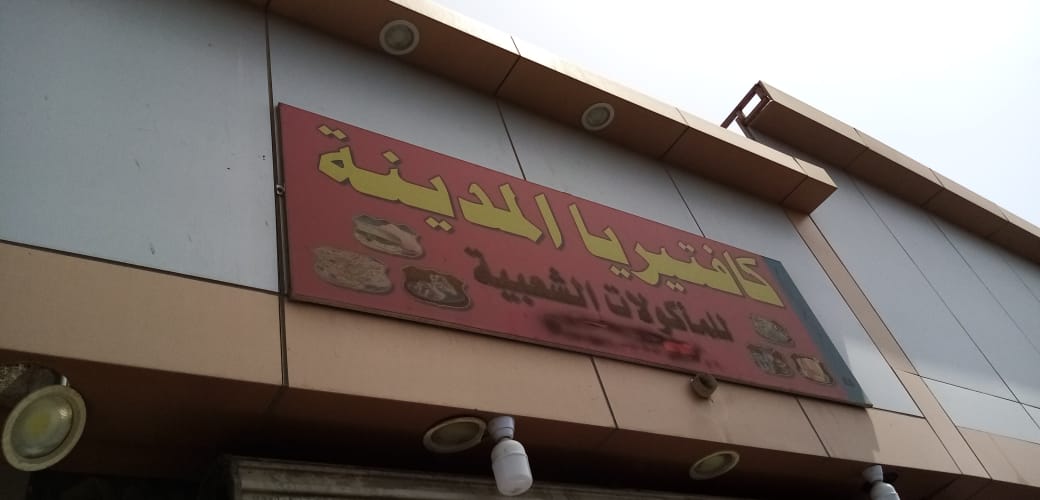 كافتيريا المدينة
للمأكولات الشعبية